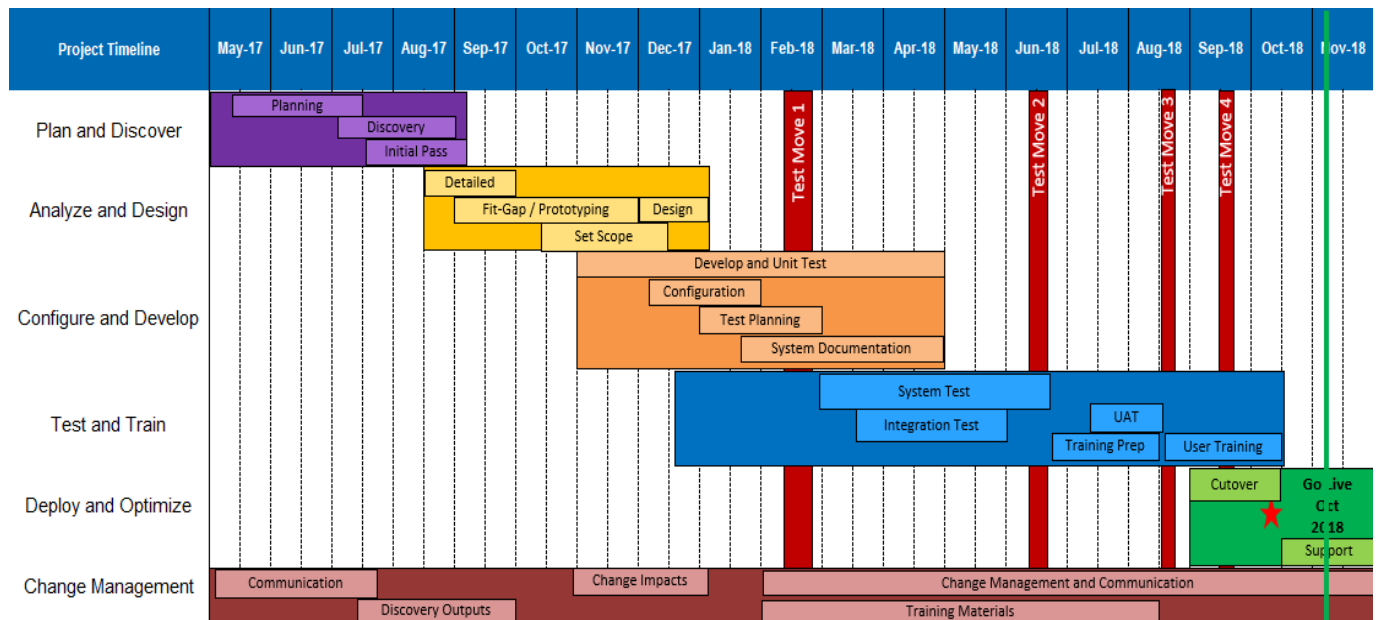 Project Timeline May-17 Jun-17 Jul-17 Aug-17 Sep-17 Oct-17 Nov-17 Dec-17 Jan-18 Feb-18 Mar-18 Apr-18 May-18 Jun-18 Jul-18 Aug-18 Sep-18 Oct-18 Nov-18
Test Move 1
Test Move 2
Test Move 3
Test Move 4
Plan and Discover
Planning
Discovery
Initial Pass
Analyze and Design
Detailed
Fit-Gap / Prototyping
Design
Set Scope
Configure and Develop
Develop and Unit Test
Configuration
Test Planning
System Documentation
Test and Train
System Test
Integration Test
UAT
Training Prep
User Training
Deploy and Optimize
Cutover
Go Live
Oct
2018
Support
Change Management
Communication
Change Impacts
Change Management and Communication
Discovery Outputs
Training Materials